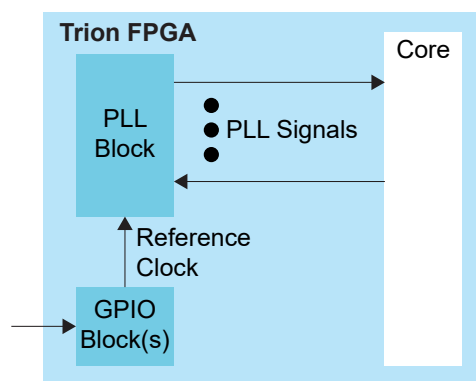 Trion FPGA
Core
PLL
Block
PLL Signals
Reference
Clock
GPIO
Block(s)